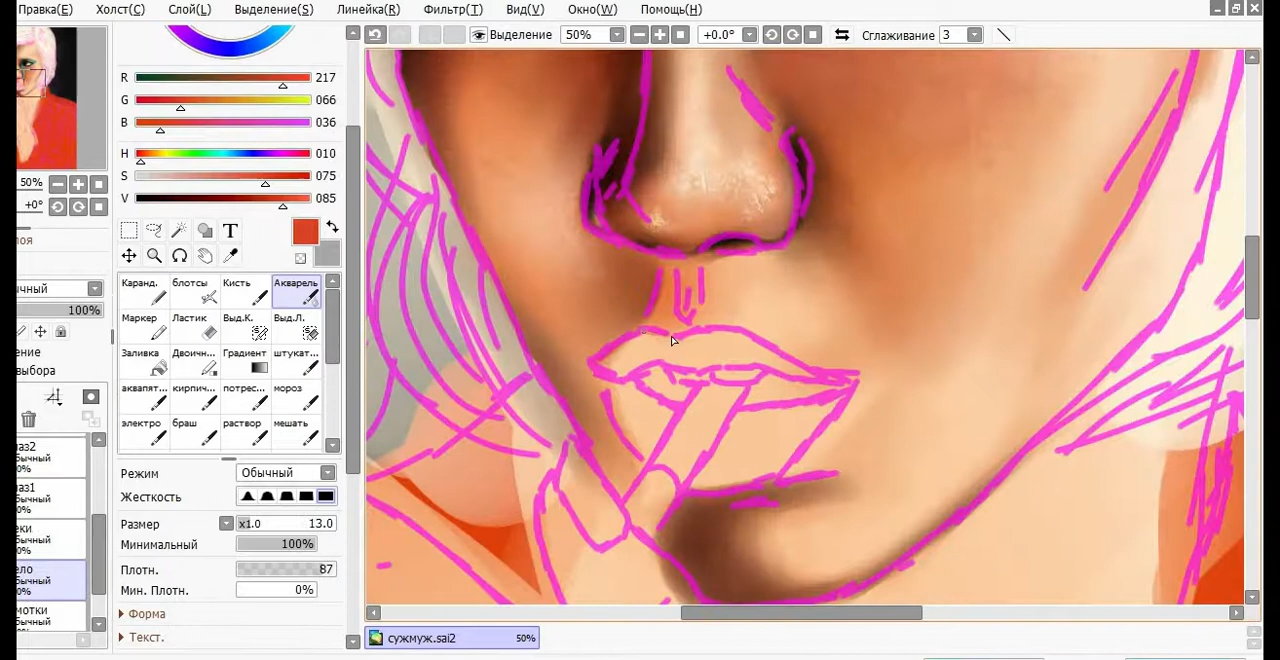 Правка(E) Холст(C) Слой(L) Выделение(S) Линейка(R) Фильтр(T) Вид(V) Окно(W) Помощь(H)
Выделение 50% +0.0° Сглаживание 3
R 217
G 066
B 036
H 010
S 075
V 085
50%
+0°
T
Каранд. блотсы Кисть Акварель
Маркер Ластик Выд.К. Выд.Л.
Заливка Двоичн... Градиент штукат...
аквапят... кирпич... потрес... мороз
электро браш раствор мешать
100%
Режим Обычный
Жесткость
Размер x1.0 13.0
Минимальный 100%
Плотн. 87
Мин. Плотн. 0%
Форма
Текст.
сужмуж.sai2 50%